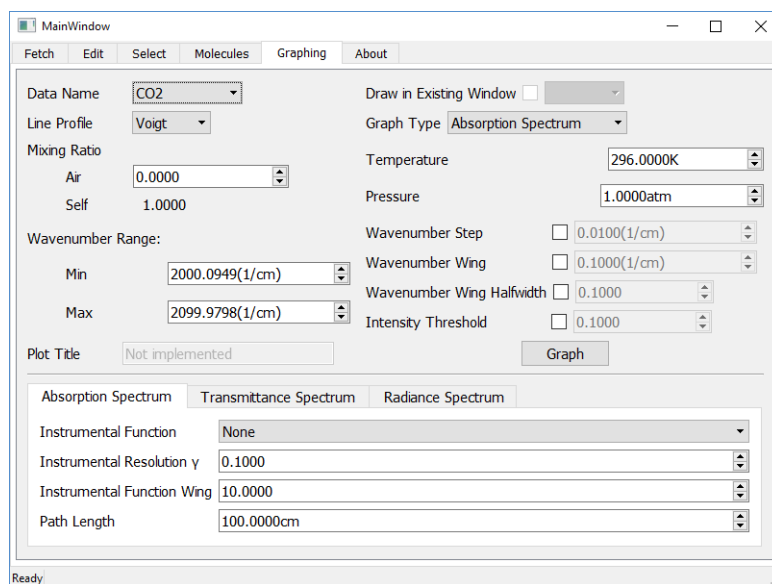 MainWindow
Fetch Edit Select Molecules Graphing About
Data Name CO2 Draw in Existing Window
Line Profile Voigt Graph Type Absorption Spectrum
Mixing Ratio
Temperature 296.0000K
Air 0.0000
Pressure 1.0000atm
Self 1.0000
Wavenumber Step 0.0100(1/cm)
Wavenumber Range:
Wavenumber Wing 0.1000(1/cm)
Min 2000.0949(1/cm)
Wavenumber Wing Halfwidth 0.1000
Max 2099.9798(1/cm)
Intensity Threshold 0.1000
Plot Title Not implemented Graph
Absorption Spectrum Transmittance Spectrum Radiance Spectrum
Instrumental Function None
Instrumental Resolution γ 0.1000
Instrumental Function Wing 10.0000
Path Length 100.0000cm
Ready